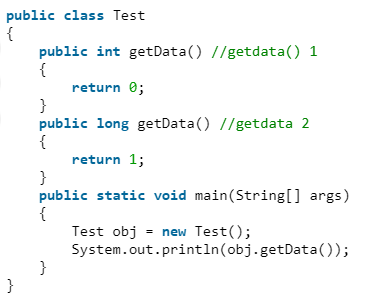 public class Test
{
    public int getData() //getdata() 1
    {
        return 0;
    }
    public long getData() //getdata 2
    {
        return 1;
    }
    public static void main(String[] args)
    {
        Test obj = new Test();
        System.out.println(obj.getData());
    }
}